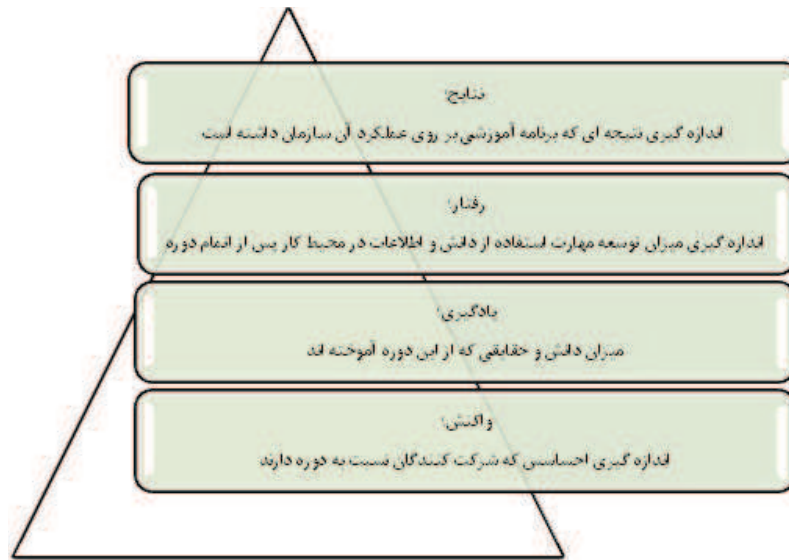 نتایج:
اندازه گیری نتیجه ای که برنامه آموزشی بر روی عملکرد آن سازمان داشته است
رفتار:
اندازه گیری میزان توسعه مهارت استفاده از دانش و اطلاعات در محیط کار پس از اتمام دوره
یادگیری:
میزان دانش و حقایقی که از این دوره آموخته اند
واکنش:
اندازه گیری احساسی که شرکت کنندگان نسبت به دوره دارند